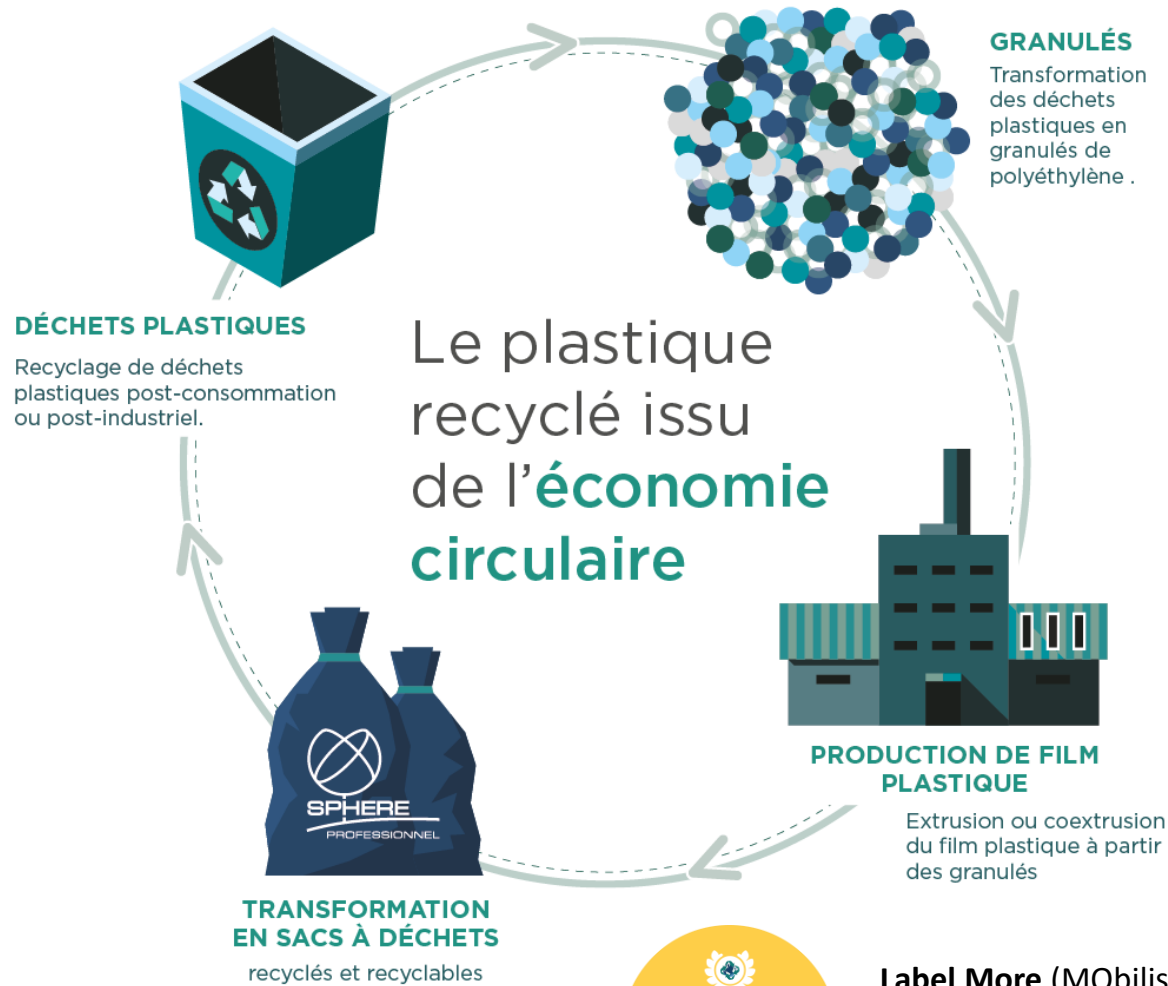 GRANULÉS
Transformation
des déchets
plastiques en
granulés de
polyéthylène .
DÉCHETS PLASTIQUES
Recyclage de déchets
plastiques post-consommation
ou post-industriel.
Le plastique
recyclé issu
de l’économie
circulaire
PRODUCTION DE FILM
PLASTIQUE
Extrusion ou coextrusion
du film plastique à partir
des granulés
SPHERE
PROFESSIONNEL
TRANSFORMATION
EN SACS À DÉCHETS
recyclés et recyclables
Label More (MObilis